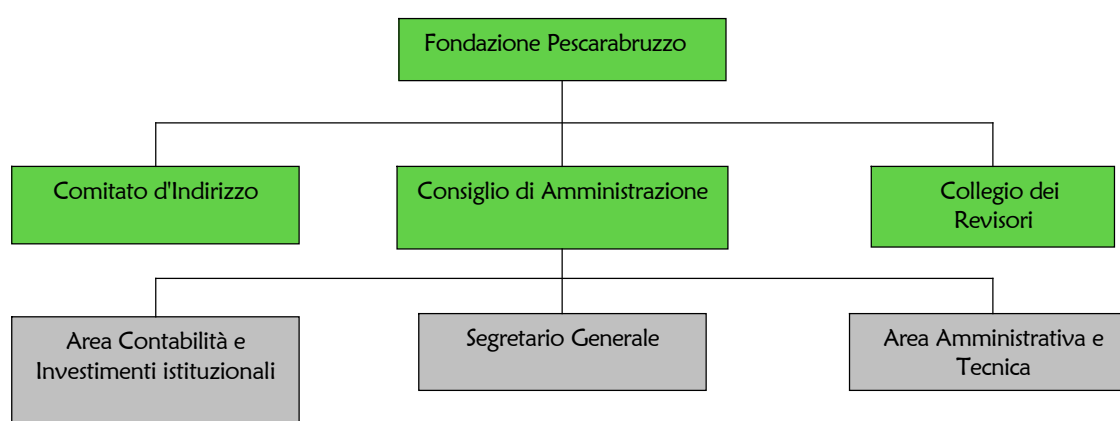 Fondazione Pescarabruzzo
Comitato d'Indirizzo
Consiglio di Amministrazione
Collegio dei
Revisori
Area Contabilità e
Investimenti istituzionali
Segretario Generale
Area Amministrativa e
Tecnica